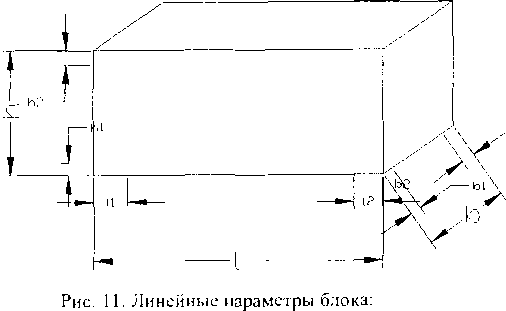 h2
h1
l1
l2
b2
b1
L
Рис. 11. Линейные параметры блока: